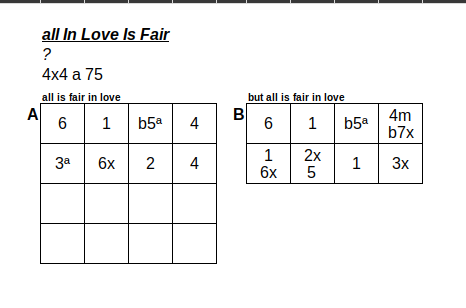 all In Love Is Fair
?
4x4 a 75
all is fair in love
A 6 1 b5ª 4
3ª 6x 2 4
but all is fair in love
B 6 1 b5ª 4m b7x
1 6x 2x 5 1 3x